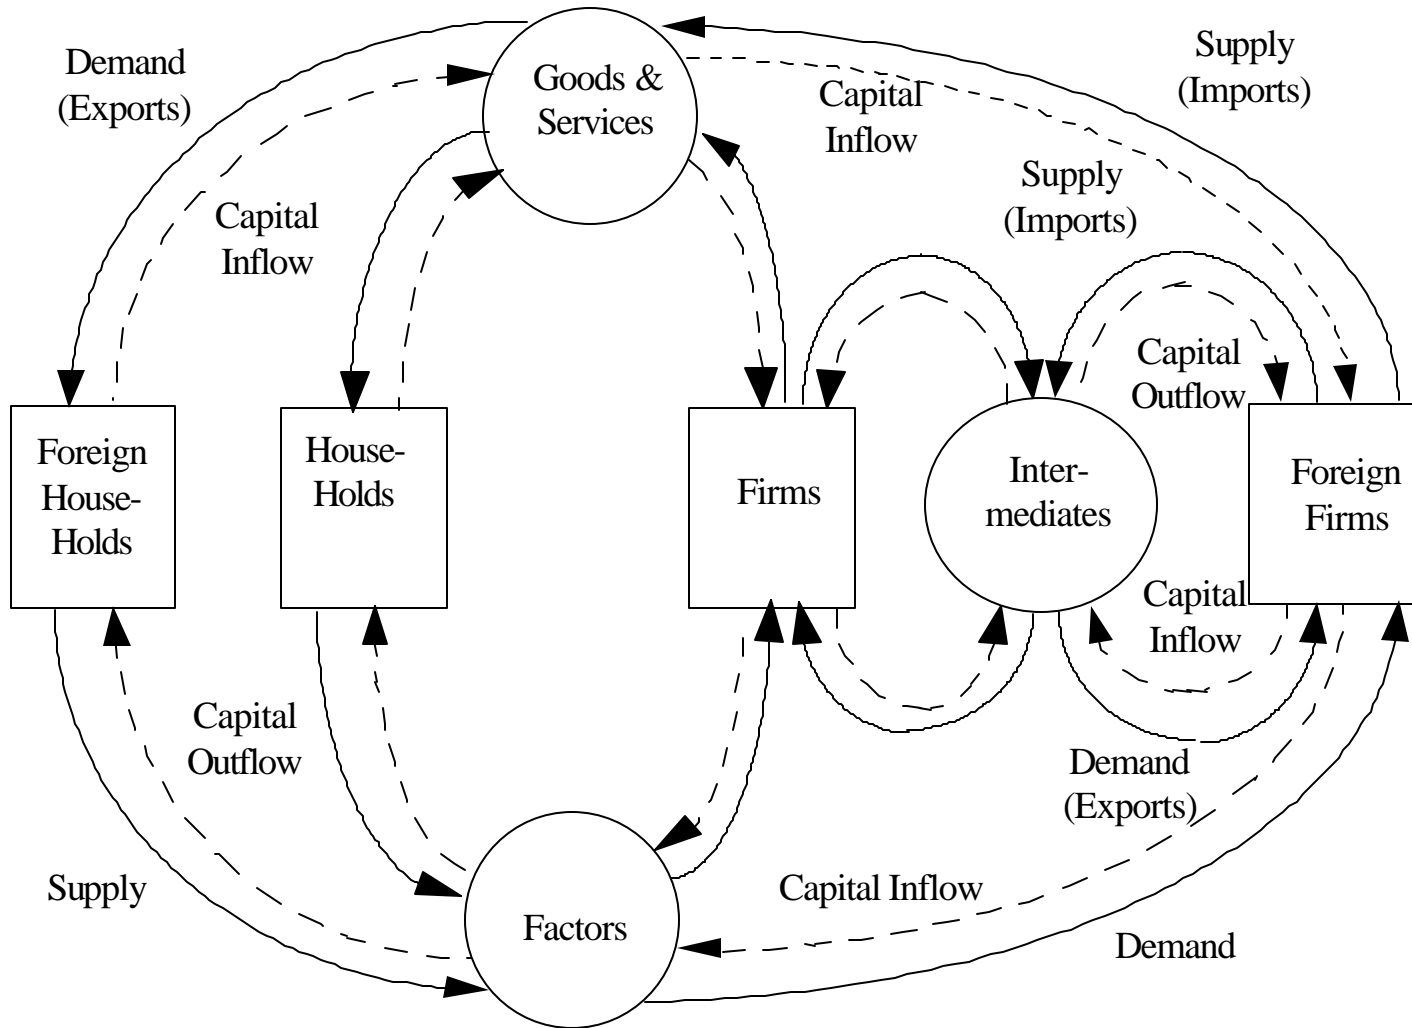 Demand
(Exports)
Goods &
Services
Supply
(Imports)
Capital
Inflow
Supply
(Imports)
Capital
Inflow
Capital
Outflow
Foreign
House-
Holds
House-
Holds
Firms
Inter-
mediates
Foreign
Firms
Capital
Inflow
Capital
Outflow
Demand
(Exports)
Supply
Capital Inflow
Factors
Demand